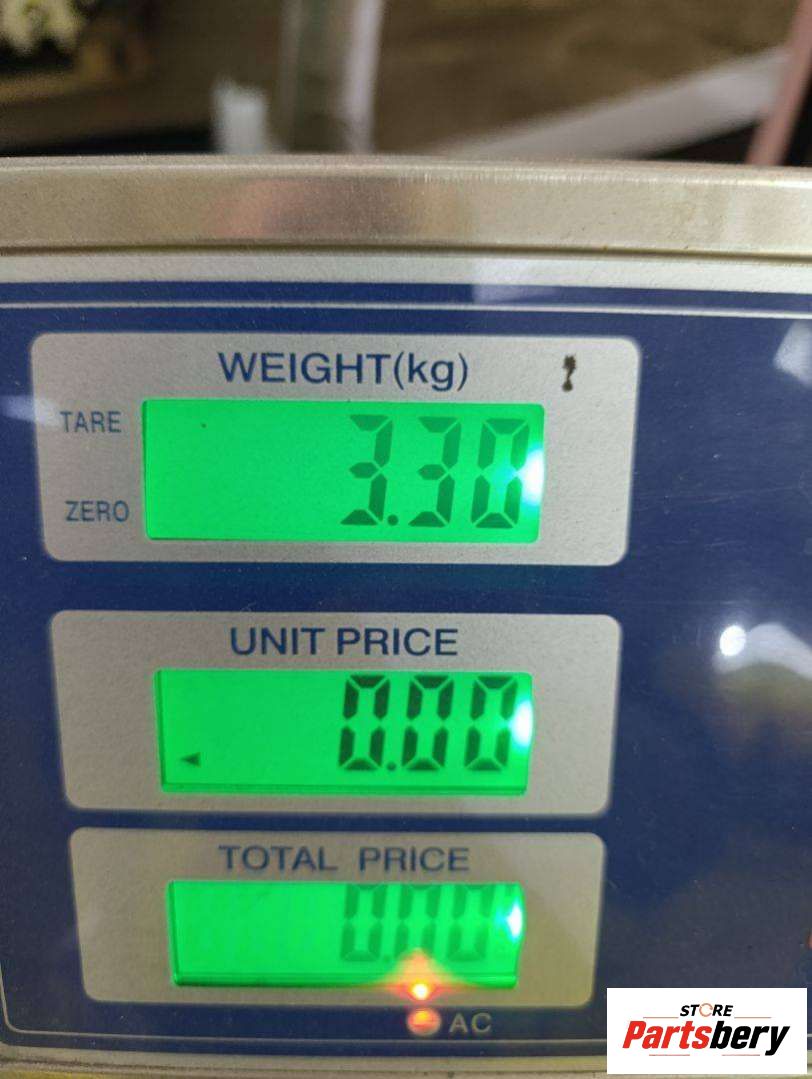 WEIGHT(kg)
TARE
3.30
ZERO
UNIT PRICE
0.00
TOTAL PRICE
0.00
AC
STORE
Partsbery